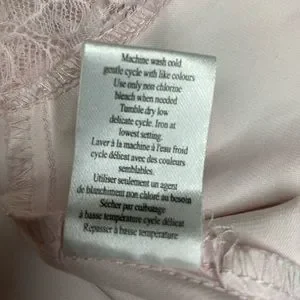 Machine wash cold
gentle cycle with like colours
Use only non chlorine
bleach when needed
Tumble dry low
delicate cycle. Iron at
lowest setting.
Laver à la machine à l'eau froid
cycle délicat avec des couleurs
semblables.
Utiliser seulement un agent
de blanchiment non chloré au besoin
Sécher par culbutage
à basse température cycle délicat
Repasser à basse température